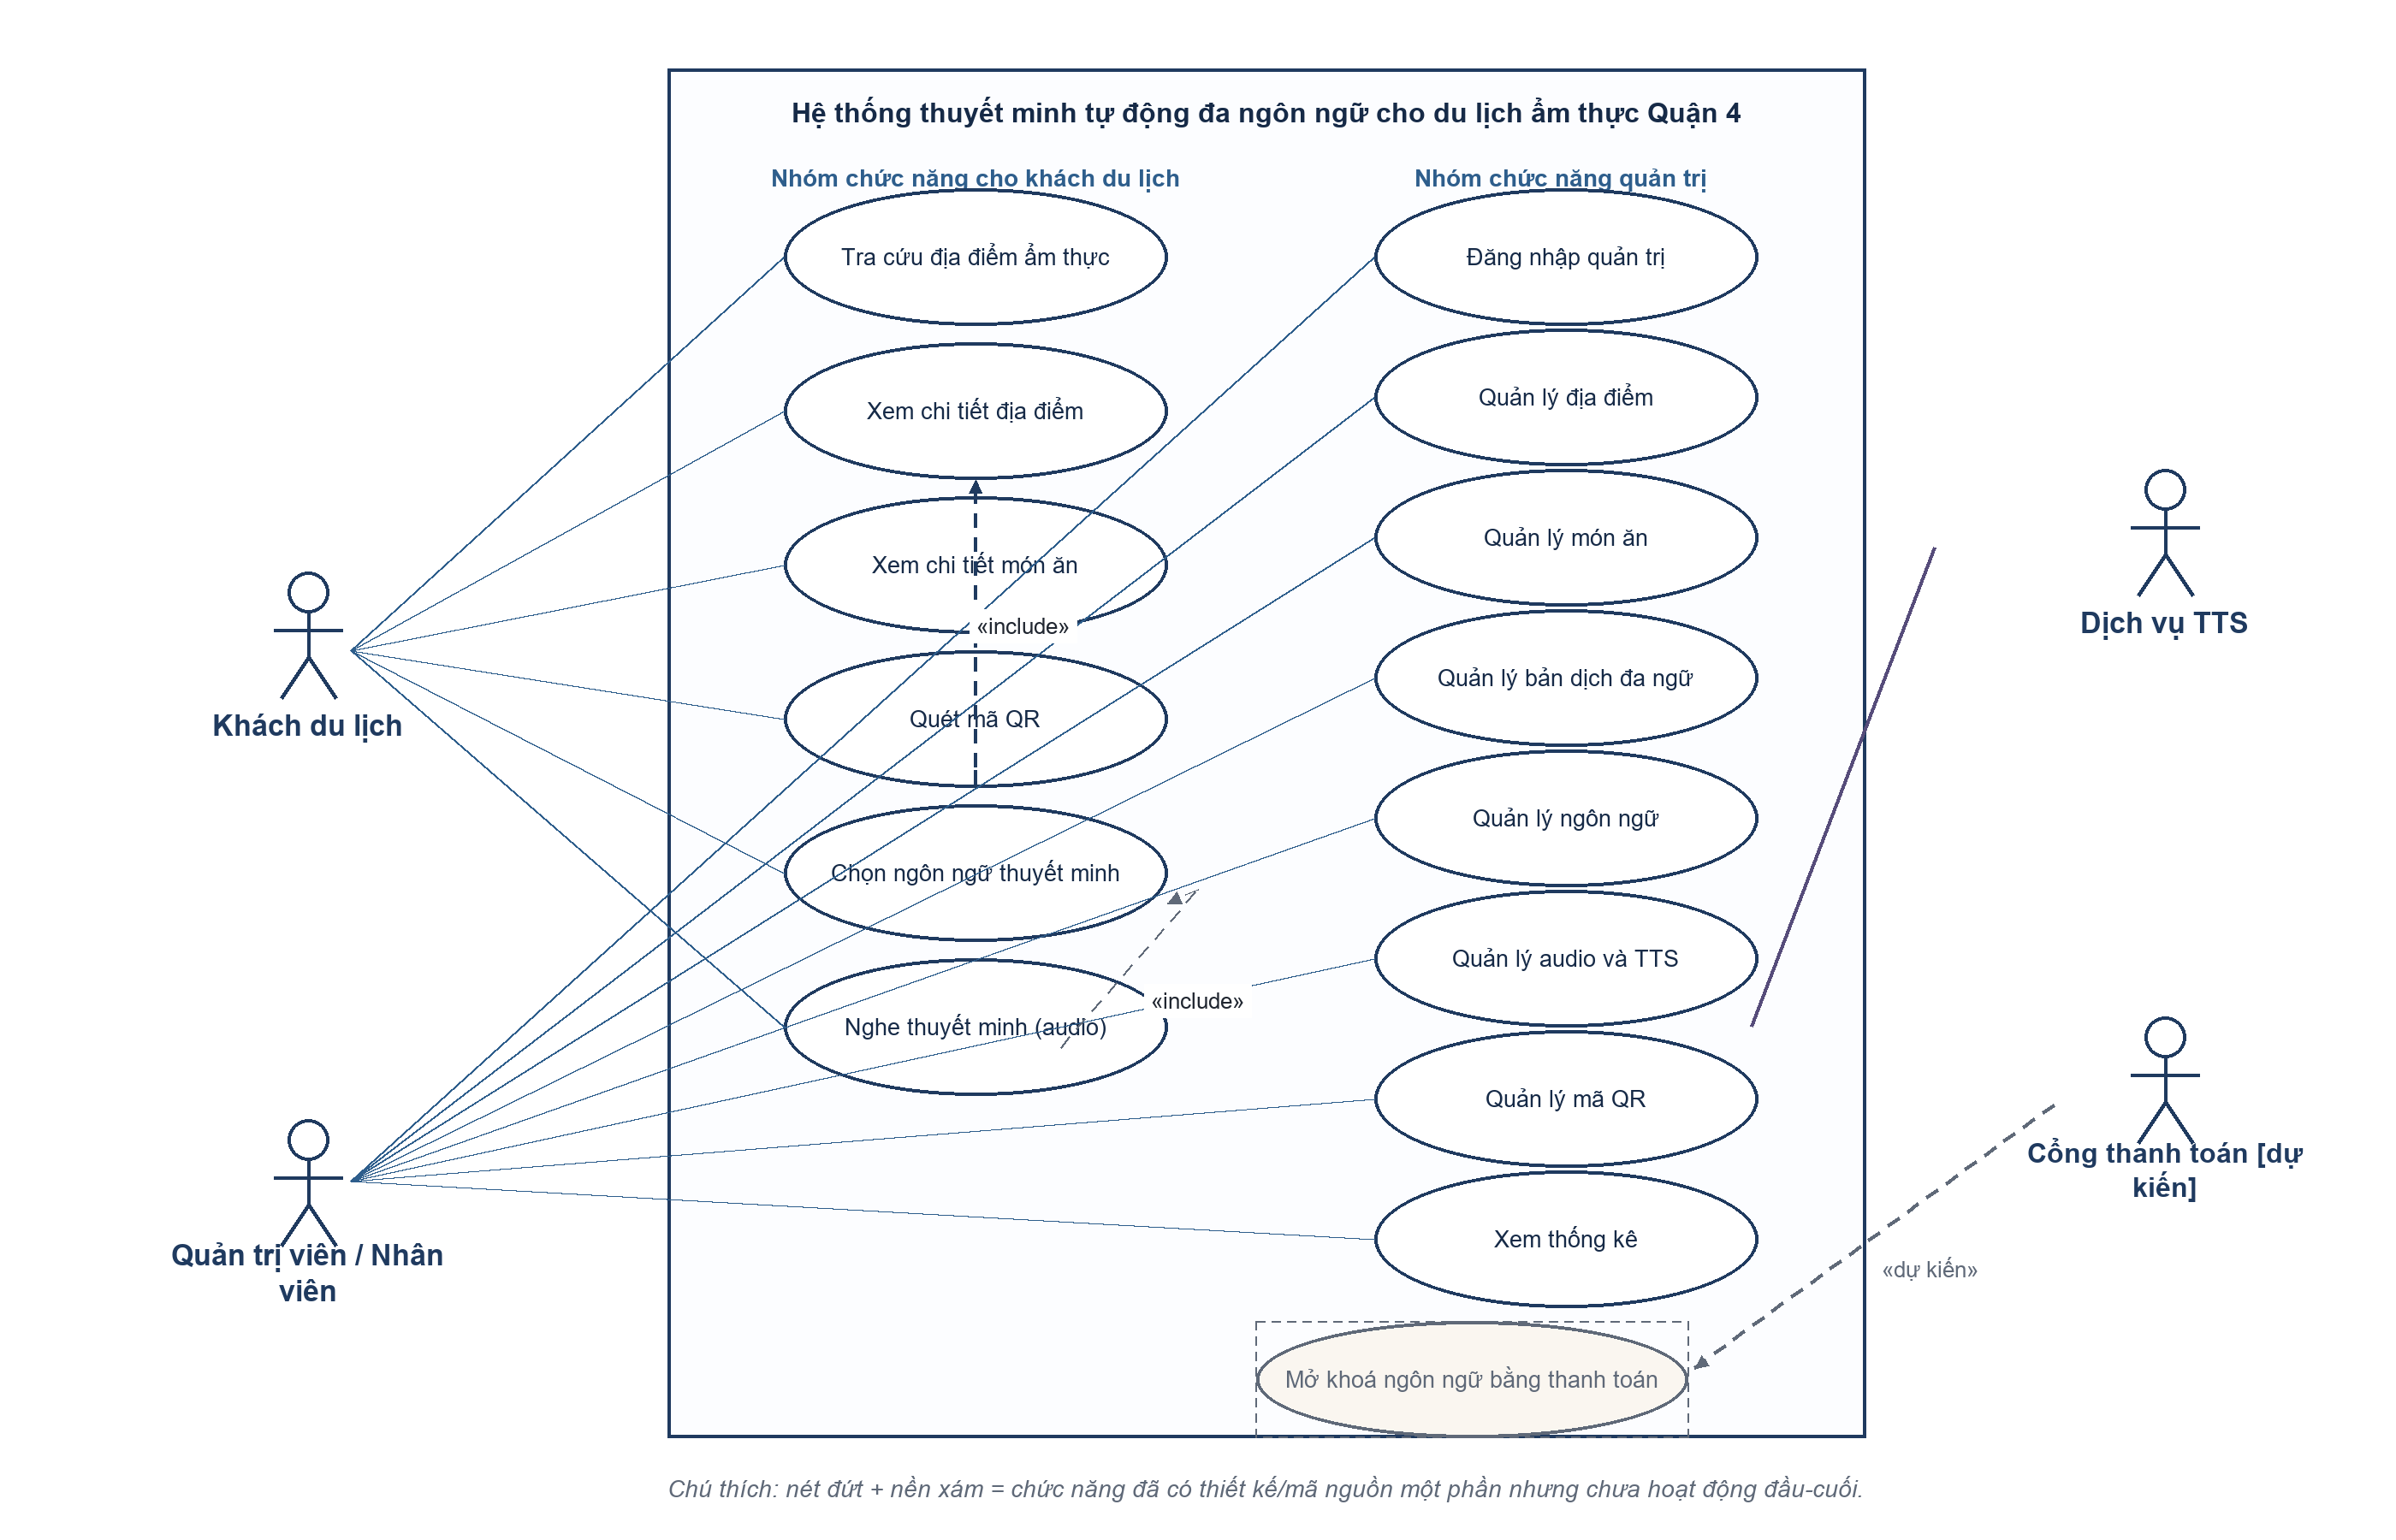 Hệ thống thuyết minh tự động đa ngôn ngữ cho du lịch ẩm thực Quận 4
Nhóm chức năng cho khách du lịch
Nhóm chức năng quản trị
Tra cứu địa điểm ẩm thực
Đăng nhập quản trị
Xem chi tiết địa điểm
Quản lý địa điểm
Quản lý món ăn
Xem chi tiết món ăn
«include»
Dịch vụ TTS
Quản lý bản dịch đa ngữ
Khách du lịch
Quét mã QR
Quản lý ngôn ngữ
Chọn ngôn ngữ thuyết minh
Quản lý audio và TTS
«include»
Nghe thuyết minh (audio)
Quản lý mã QR
Cổng thanh toán [dự
kiến]
Xem thống kê
Quản trị viên / Nhân
viên
«dự kiến»
Mở khoá ngôn ngữ bằng thanh toán
Chú thích: nét đứt + nền xám = chức năng đã có thiết kế/mã nguồn một phần nhưng chưa hoạt động đầu-cuối.